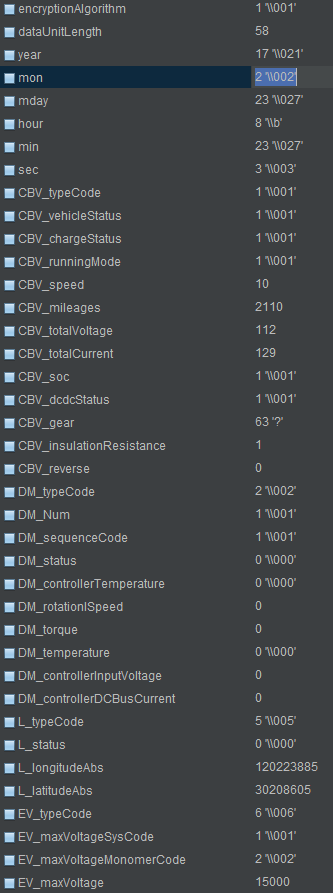 encryptionAlgorithm 1 '\\001'
dataUnitLength 58
year 17 '\\021'
mon 2 '\\002'
mday 23 '\\027'
hour 8 '\\b'
min 23 '\\027'
sec 3 '\\003'
CBV_typeCode 1 '\\001'
CBV_vehicleStatus 1 '\\001'
CBV_chargeStatus 1 '\\001'
CBV_runningMode 1 '\\001'
CBV_speed 10
CBV_mileages 2110
CBV_totalVoltage 112
CBV_totalCurrent 129
CBV_soc 1 '\\001'
CBV_dcdcStatus 1 '\\001'
CBV_gear 63 '?'
CBV_insulationResistance 1
CBV_reverse 0
DM_typeCode 2 '\\002'
DM_Num 1 '\\001'
DM_sequenceCode 1 '\\001'
DM_status 0 '\\000'
DM_controllerTemperature 0 '\\000'
DM_rotationlSpeed 0
DM_torque 0
DM_temperature 0 '\\000'
DM_controllerInputVoltage 0
DM_controllerDCBusCurrent 0
L_typeCode 5 '\\005'
L_status 0 '\\000'
L_longitudeAbs 120223885
L_latitudeAbs 30208605
EV_typeCode 6 '\\006'
EV_maxVoltageSysCode 1 '\\001'
EV_maxVoltageMonomerCode 2 '\\002'
EV_maxVoltage 15000